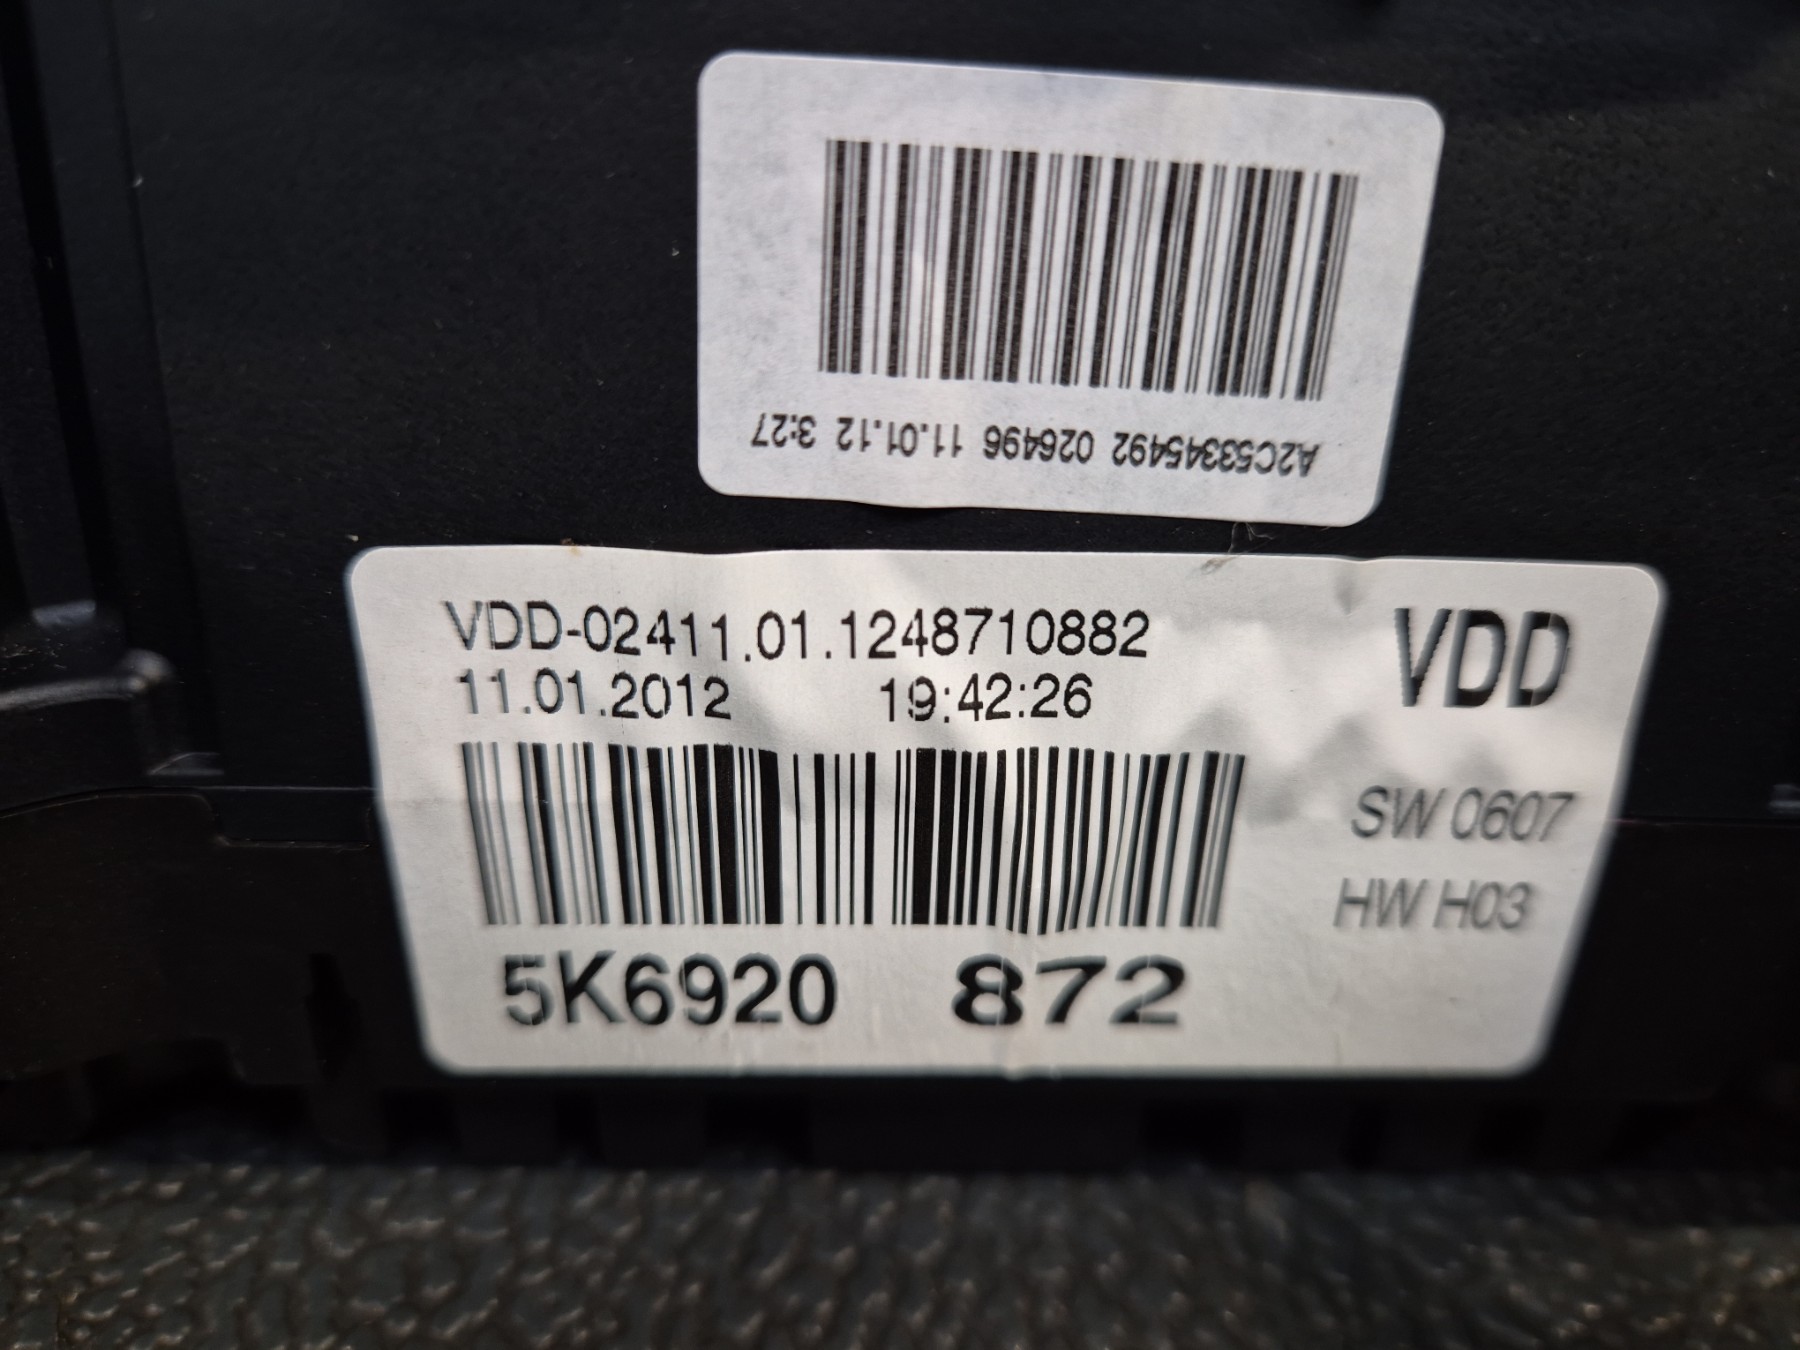 A2C53345492 026496 11.01.12 3:27
VDD-02411.01.1248710882
11.01.2012 19:42:26
VDD
SW 0607
HW H03
5K6920 872